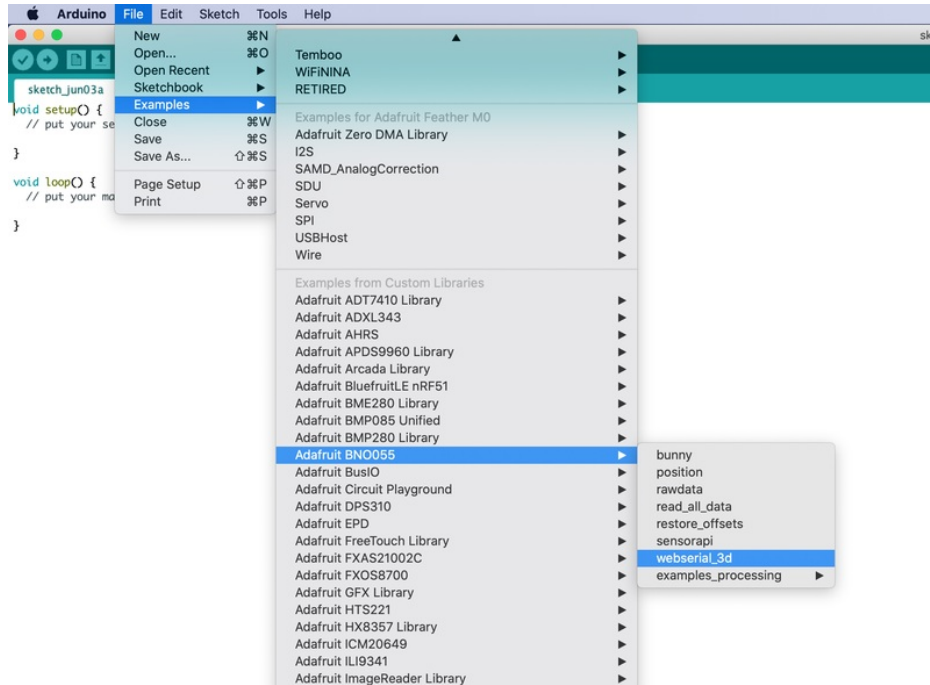 Arduino File Edit Sketch Tools Help
sk
New ⌘N
Open... ⌘O
Open Recent ▶
Sketchbook ▶
Examples ▶
Close ⌘W
Save ⌘S
Save As... ⇧⌘S
Page Setup ⇧⌘P
Print ⌘P
sketch_jun03a
void setup() {
// put your se
}
void loop() {
// put your ma
}
Temboo
WiFiNINA
RETIRED
Examples for Adafruit Feather M0
Adafruit Zero DMA Library
I2S
SAMD_AnalogCorrection
SDU
Servo
SPI
USBHost
Wire
Examples from Custom Libraries
Adafruit ADT7410 Library
Adafruit ADXL343
Adafruit AHRS
Adafruit APDS9960 Library
Adafruit Arcada Library
Adafruit BluefruitLE nRF51
Adafruit BME280 Library
Adafruit BMP085 Unified
Adafruit BMP280 Library
Adafruit BNO055
Adafruit BusIO
Adafruit Circuit Playground
Adafruit DPS310
Adafruit EPD
Adafruit FreeTouch Library
Adafruit FXAS21002C
Adafruit FXOS8700
Adafruit GFX Library
Adafruit HTS221
Adafruit HX8357 Library
Adafruit ICM20649
Adafruit ILI9341
Adafruit ImageReader Library
bunny
position
rawdata
read_all_data
restore_offsets
sensorapi
webserial_3d
examples_processing